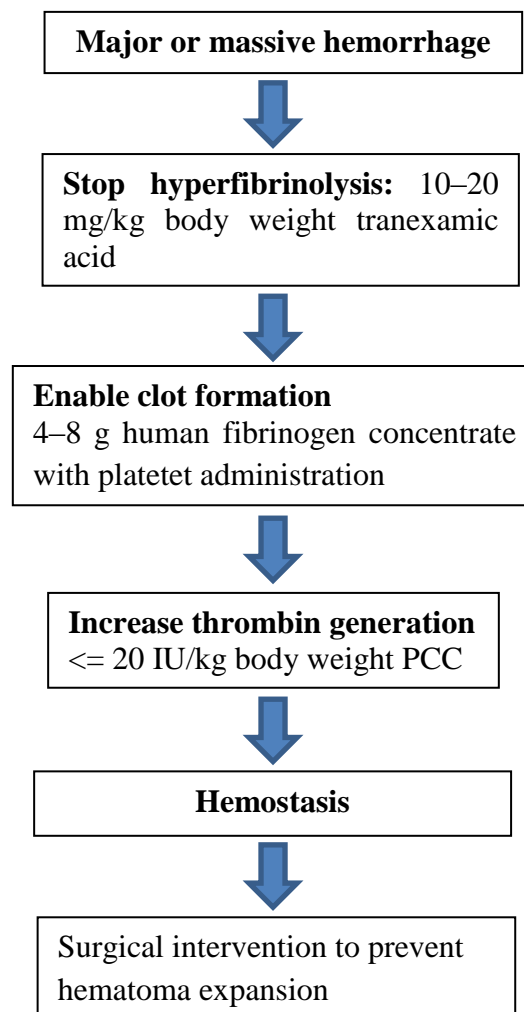 Major or massive hemorrhage
Stop hyperfibrinolysis: 10–20
mg/kg body weight tranexamic
acid
Enable clot formation
4–8 g human fibrinogen concentrate
with platetet administration
Increase thrombin generation
<= 20 IU/kg body weight PCC
Hemostasis
Surgical intervention to prevent
hematoma expansion